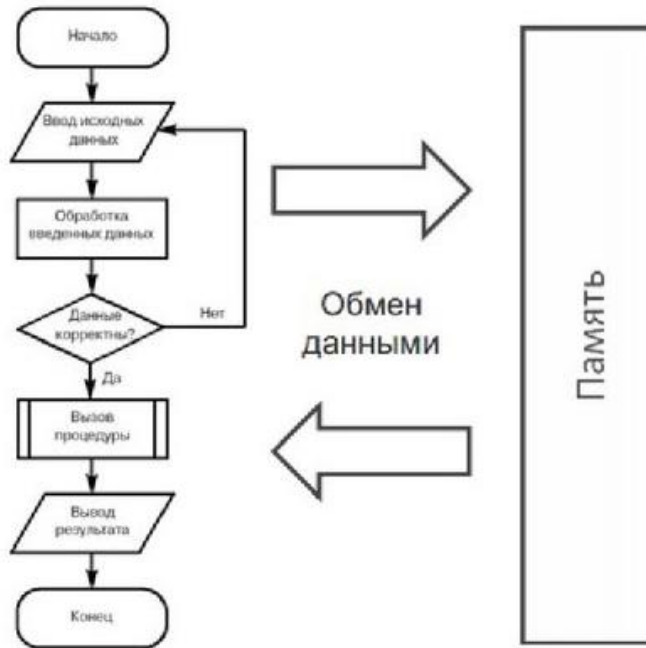 Начало
Ввод исходных
данных
Обработка
введенных данных
Данные
корректны?
Нет
Да
Вызов
процедуры
Вывод
результата
Конец
Обмен
данными
Память